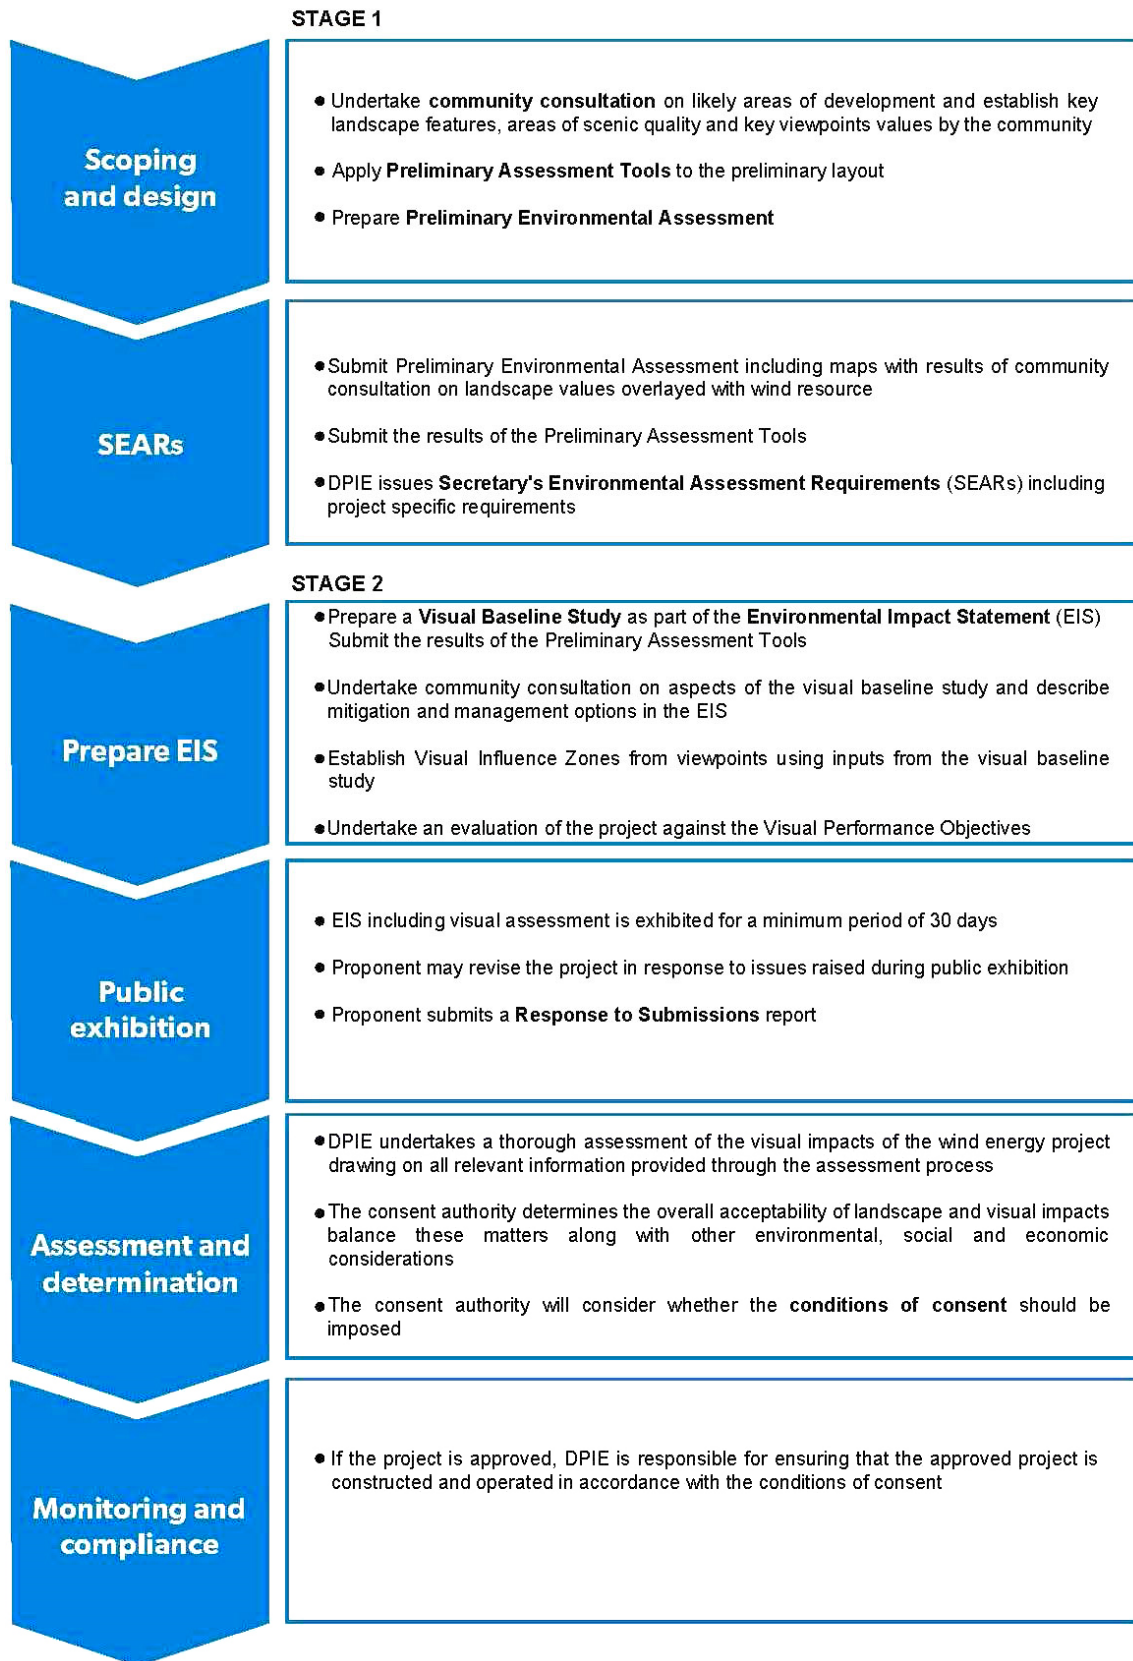 STAGE 1
Scoping
and design
● Undertake community consultation on likely areas of development and establish key
landscape features, areas of scenic quality and key viewpoints values by the community
● Apply Preliminary Assessment Tools to the preliminary layout
● Prepare Preliminary Environmental Assessment
SEARs
● Submit Preliminary Environmental Assessment including maps with results of community
consultation on landscape values overlayed with wind resource
● Submit the results of the Preliminary Assessment Tools
● DPIE issues Secretary's Environmental Assessment Requirements (SEARs) including
project specific requirements
STAGE 2
Prepare EIS
● Prepare a Visual Baseline Study as part of the Environmental Impact Statement (EIS)
Submit the results of the Preliminary Assessment Tools
● Undertake community consultation on aspects of the visual baseline study and describe
mitigation and management options in the EIS
● Establish Visual Influence Zones from viewpoints using inputs from the visual baseline
study
● Undertake an evaluation of the project against the Visual Performance Objectives
Public
exhibition
● EIS including visual assessment is exhibited for a minimum period of 30 days
● Proponent may revise the project in response to issues raised during public exhibition
● Proponent submits a Response to Submissions report
Assessment and
determination
● DPIE undertakes a thorough assessment of the visual impacts of the wind energy project
drawing on all relevant information provided through the assessment process
● The consent authority determines the overall acceptability of landscape and visual impacts
balance these matters along with other environmental, social and economic
considerations
● The consent authority will consider whether the conditions of consent should be
imposed
Monitoring and
compliance
● If the project is approved, DPIE is responsible for ensuring that the approved project is
constructed and operated in accordance with the conditions of consent